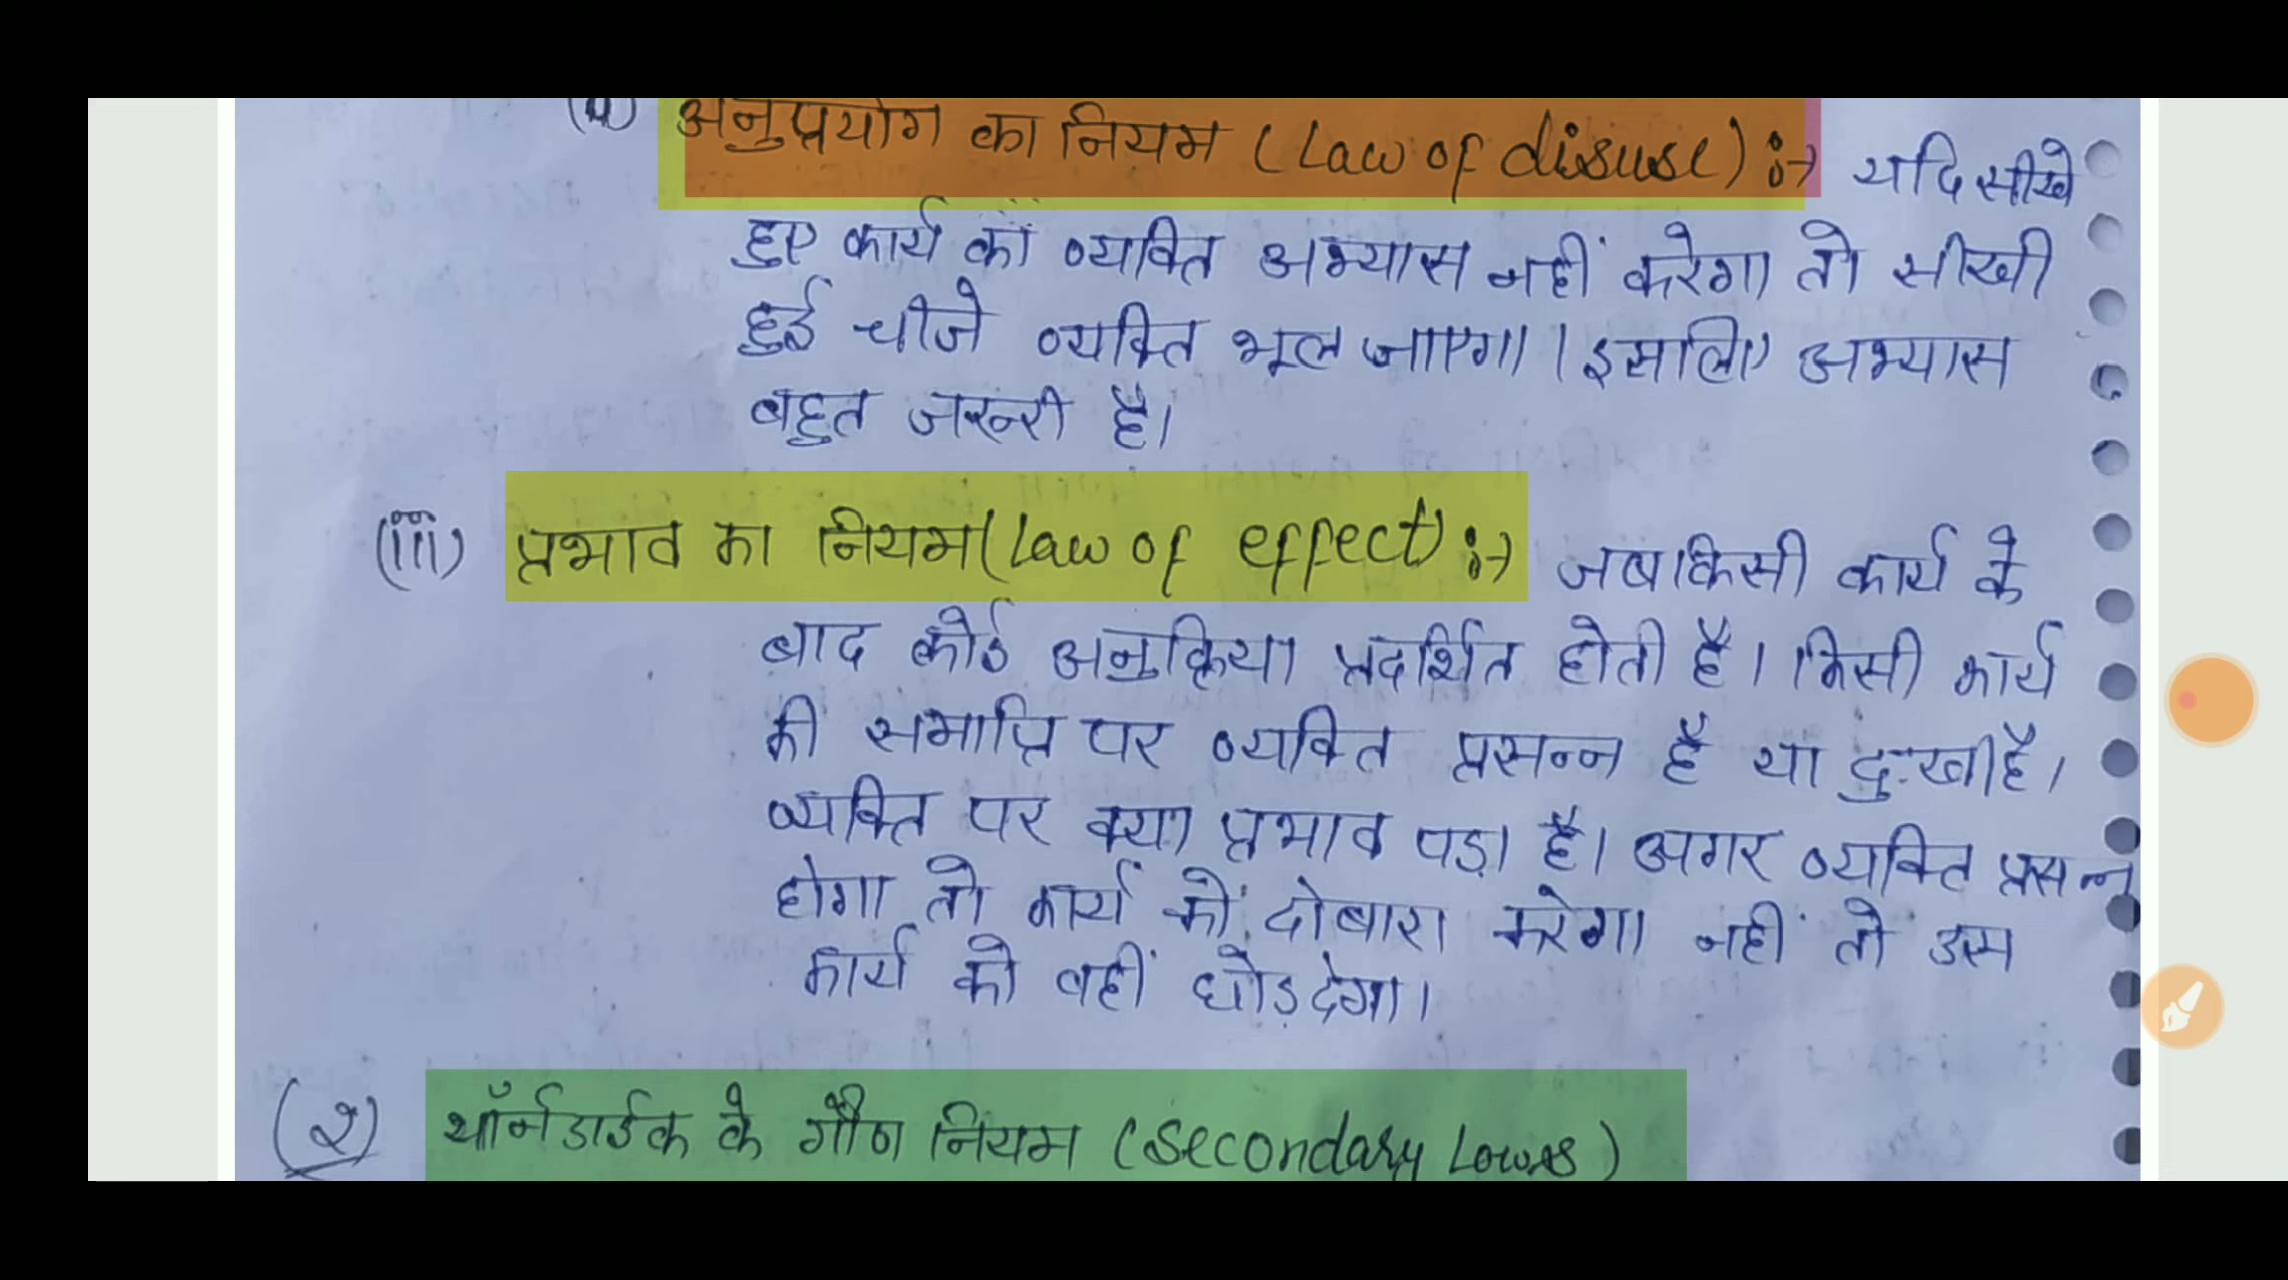 (ii) अनुप्रयोग का नियम (Law of disuse) :→ यदि सीखे
हुए कार्य को व्यक्ति अभ्यास नहीं करेगा तो सीखी
हुई चीजे व्यक्ति भूल जाएगा। इसलिए अभ्यास
बहुत जरूरी है।
(iii) प्रभाव का नियम (Law of effect) :→ जब किसी कार्य के
बाद कोई अनुक्रिया प्रदर्शित होती है। किसी कार्य
की समाप्ति पर व्यक्ति प्रसन्न है या दुःखी है।
व्यक्ति पर क्या प्रभाव पड़ा है। अगर व्यक्ति प्रसन्न
होगा तो कार्य को दोबारा करेगा नहीं तो उस
कार्य को वहीं छोड़ देगा।
(२) थॉर्नडाईक के गौण नियम (Secondary Laws)